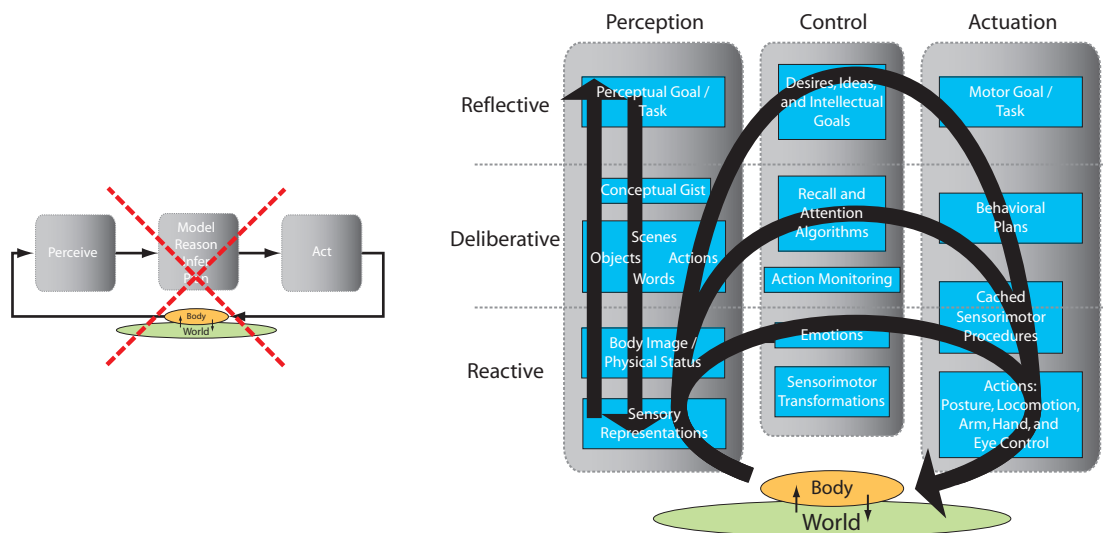 Perceive
Model
Reason
Infer
Plan
Act
Body
World
Perception
Control
Actuation
Reflective
Deliberative
Reactive
Perceptual Goal /
Task
Conceptual Gist
Scenes
Objects Actions
Words
Body Image /
Physical Status
Sensory
Representations
Desires, Ideas,
and Intellectual
Goals
Recall and
Attention
Algorithms
Action Monitoring
Emotions
Sensorimotor
Transformations
Motor Goal /
Task
Behavioral
Plans
Cached
Sensorimotor
Procedures
Actions:
Posture, Locomotion,
Arm, Hand, and
Eye Control
Body
World